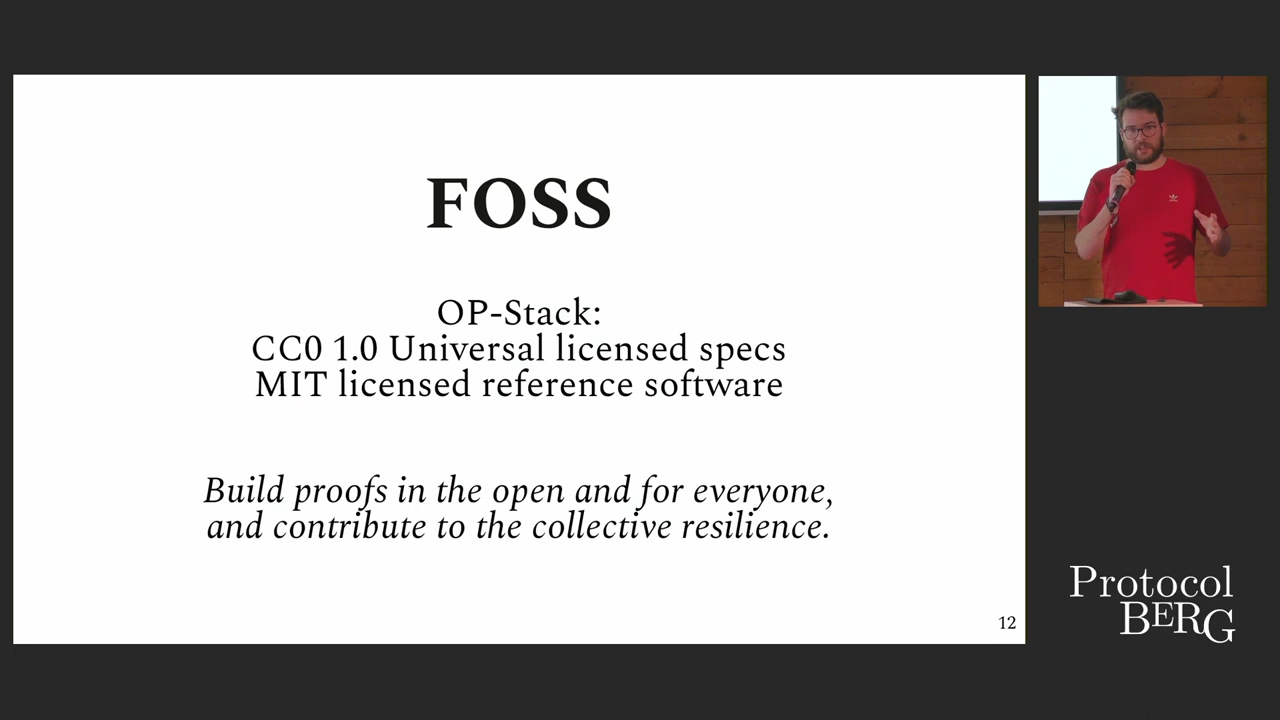 FOSS
OP-Stack:
CC0 1.0 Universal licensed specs
MIT licensed reference software
Build proofs in the open and for everyone,
and contribute to the collective resilience.
12
Protocol
BERG